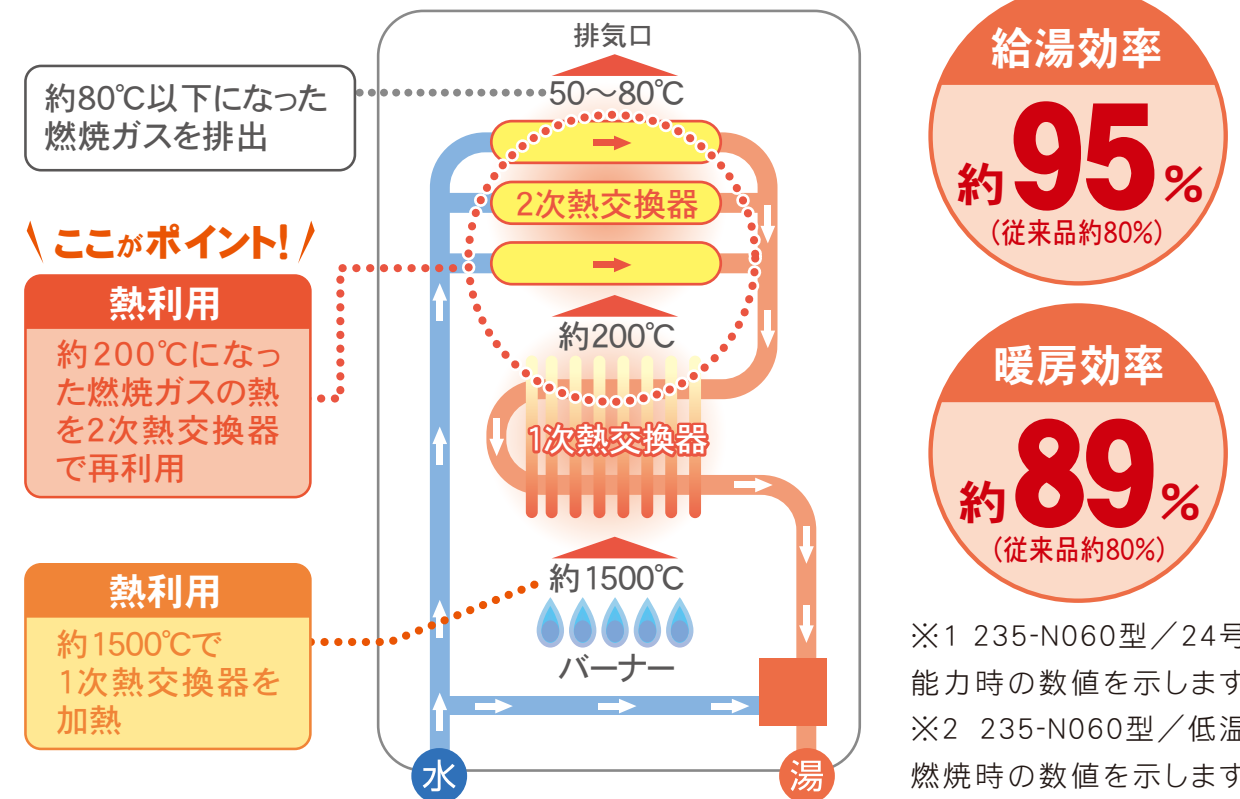 排気口
50〜80℃
約80℃以下になった
燃焼ガスを排出
2次熱交換器
ここがポイント!
熱利用
約200℃になっ
た燃焼ガスの熱
を2次熱交換器
で再利用
約200℃
1次熱交換器
熱利用
約1500℃で
1次熱交換器を
加熱
約1500℃
バーナー
水
湯
給湯効率
約95%
(従来品約80%)
暖房効率
約89%
(従来品約80%)
※1 235-N060型／24号
能力時の数値を示します
※2 235-N060型／低温
燃焼時の数値を示します